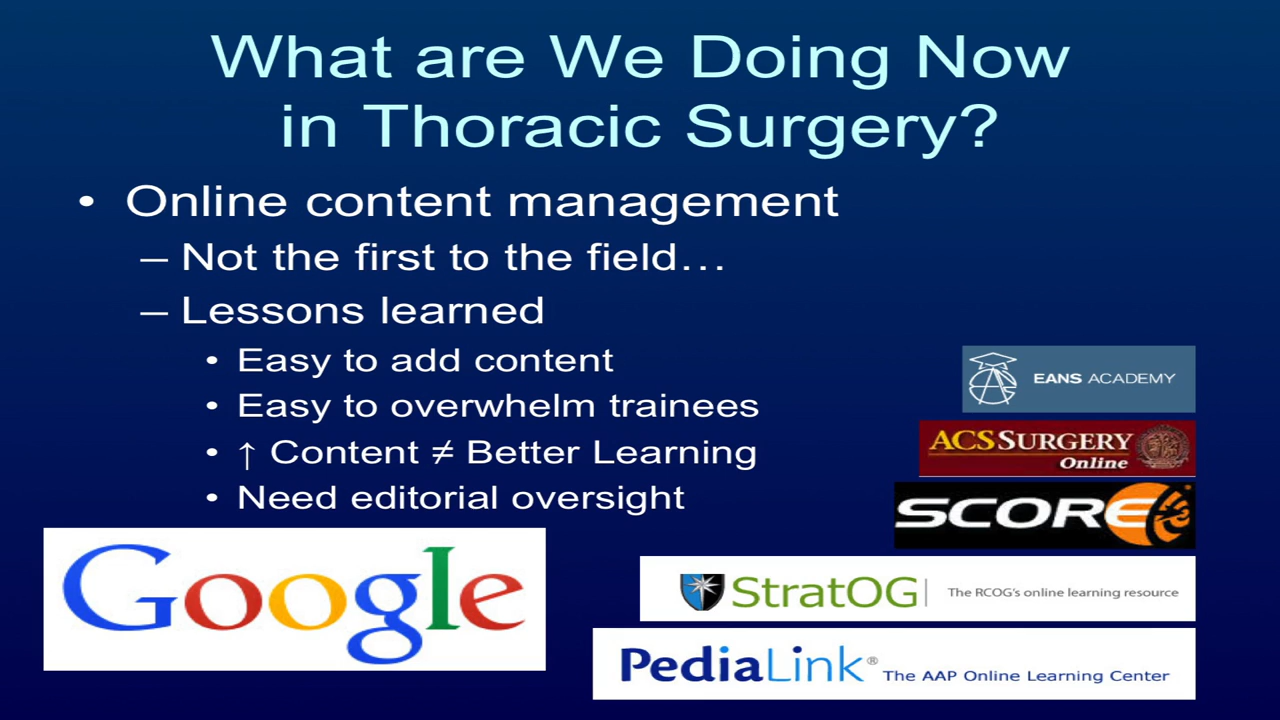 What are We Doing Now
in Thoracic Surgery?
• Online content management
– Not the first to the field…
– Lessons learned
• Easy to add content
• Easy to overwhelm trainees
• ↑ Content ≠ Better Learning
• Need editorial oversight
EANS ACADEMY
ACS SURGERY
Online
SCORE
Google
StratOG | The RCOG's online learning resource
PediaLink® The AAP Online Learning Center